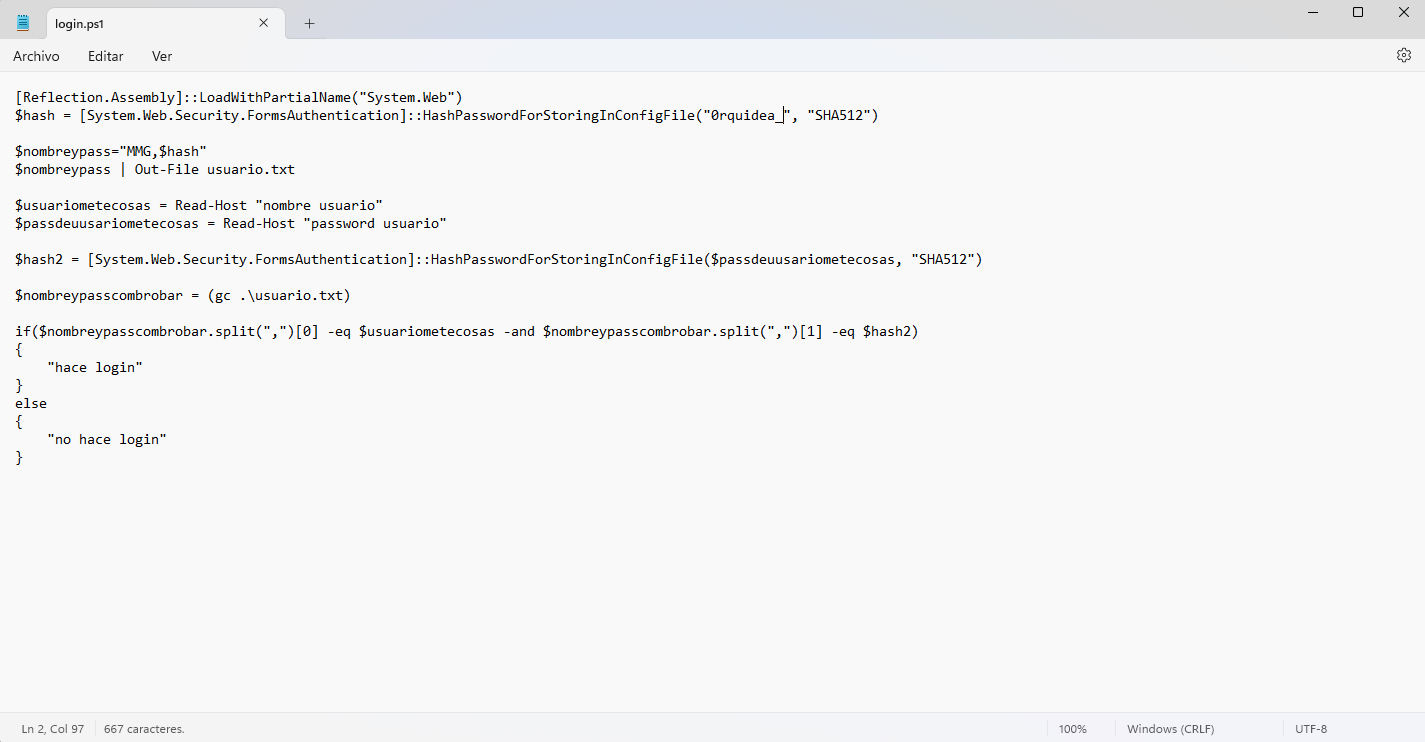 login.ps1
Archivo Editar Ver
[Reflection.Assembly]::LoadWithPartialName("System.Web")
$hash = [System.Web.Security.FormsAuthentication]::HashPasswordForStoringInConfigFile("0rquidea_", "SHA512")
$nombreypass="MMG,$hash"
$nombreypass | Out-File usuario.txt
$usuariometecosas = Read-Host "nombre usuario"
$passdeuusariometecosas = Read-Host "password usuario"
$hash2 = [System.Web.Security.FormsAuthentication]::HashPasswordForStoringInConfigFile($passdeuusariometecosas, "SHA512")
$nombreypasscombrobar = (gc .\usuario.txt)
if($nombreypasscombrobar.split(",")[0] -eq $usuariometecosas -and $nombreypasscombrobar.split(",")[1] -eq $hash2)
{
    "hace login"
}
else
{
    "no hace login"
}
Ln 2, Col 97 667 caracteres. 100% Windows (CRLF) UTF-8